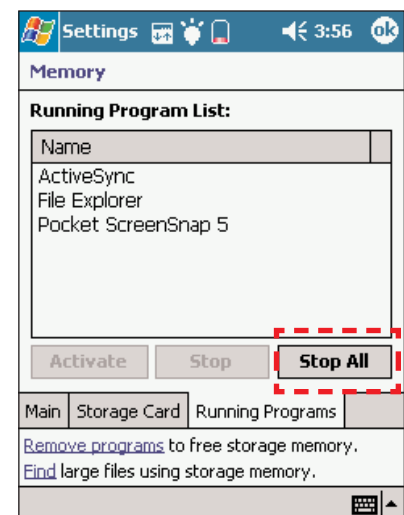 Settings 3:56 ok
Memory
Running Program List:
Name
ActiveSync
File Explorer
Pocket ScreenSnap 5
Activate Stop Stop All
Main Storage Card Running Programs
Remove programs to free storage memory.
Find large files using storage memory.